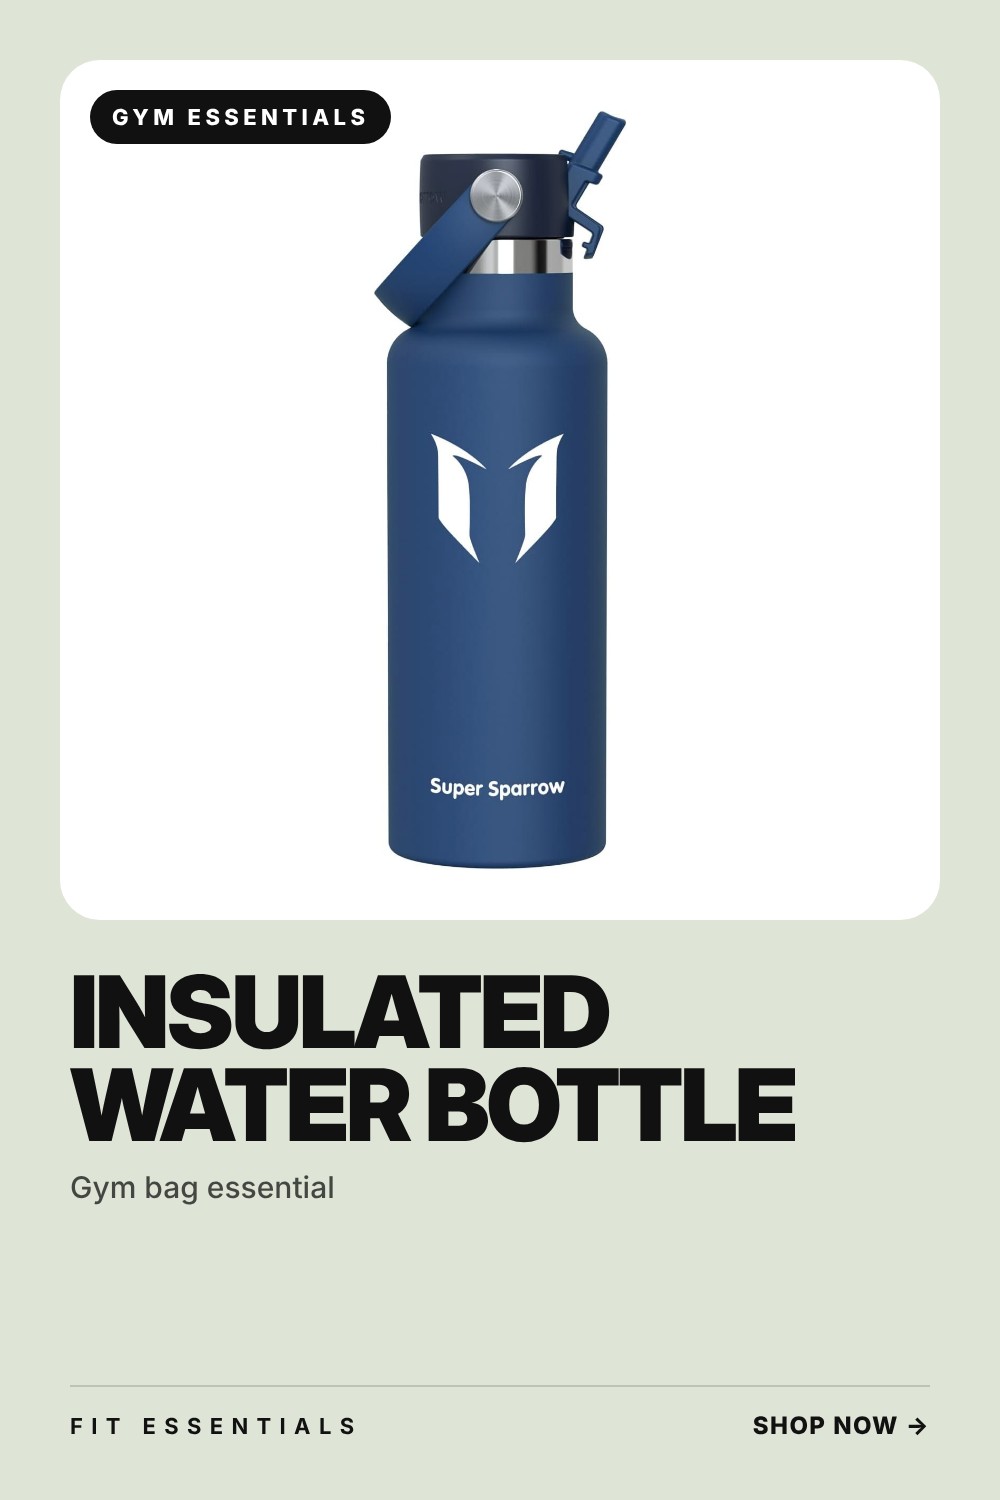 GYM ESSENTIALS
Super Sparrow
INSULATED
WATER BOTTLE
Gym bag essential
FIT ESSENTIALS
SHOP NOW →